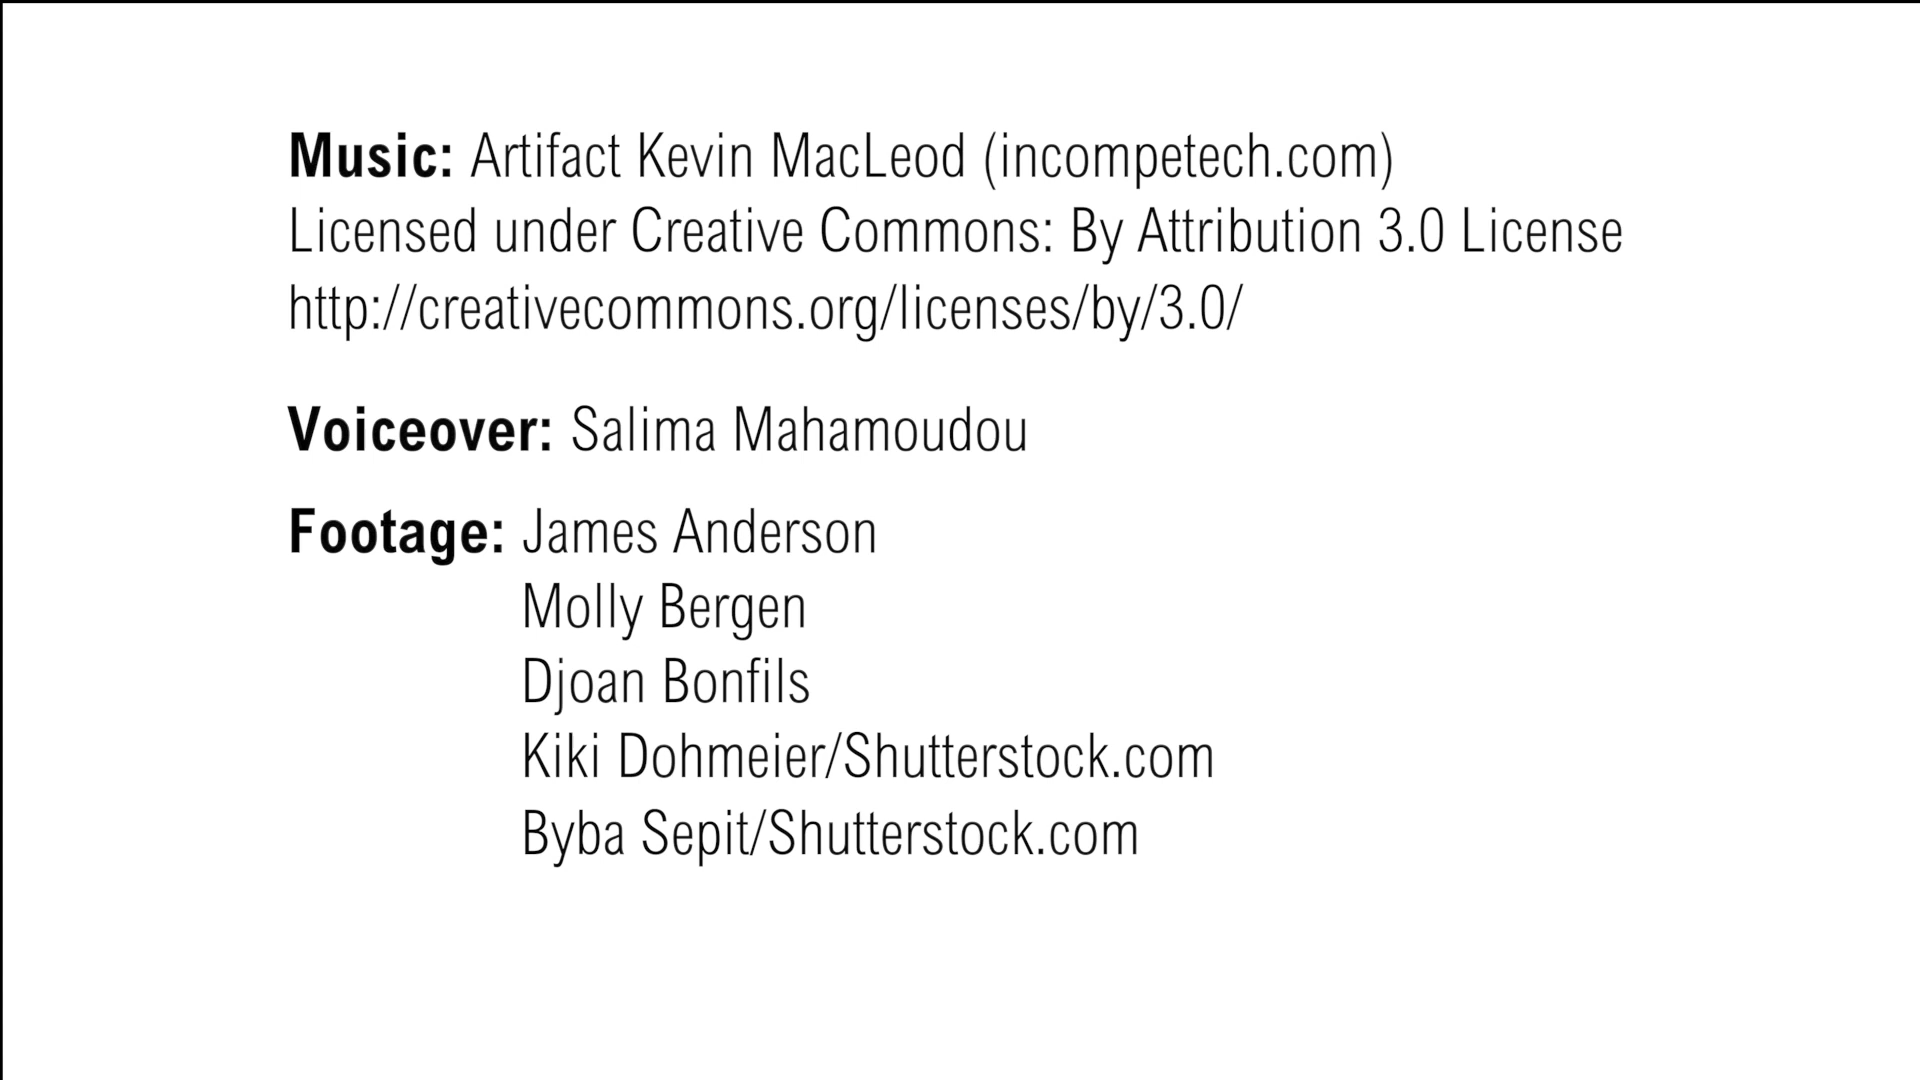 Music: Artifact Kevin MacLeod (incompetech.com)
Licensed under Creative Commons: By Attribution 3.0 License
http://creativecommons.org/licenses/by/3.0/
Voiceover: Salima Mahamoudou
Footage: James Anderson
Molly Bergen
Djoan Bonfils
Kiki Dohmeier/Shutterstock.com
Byba Sepit/Shutterstock.com